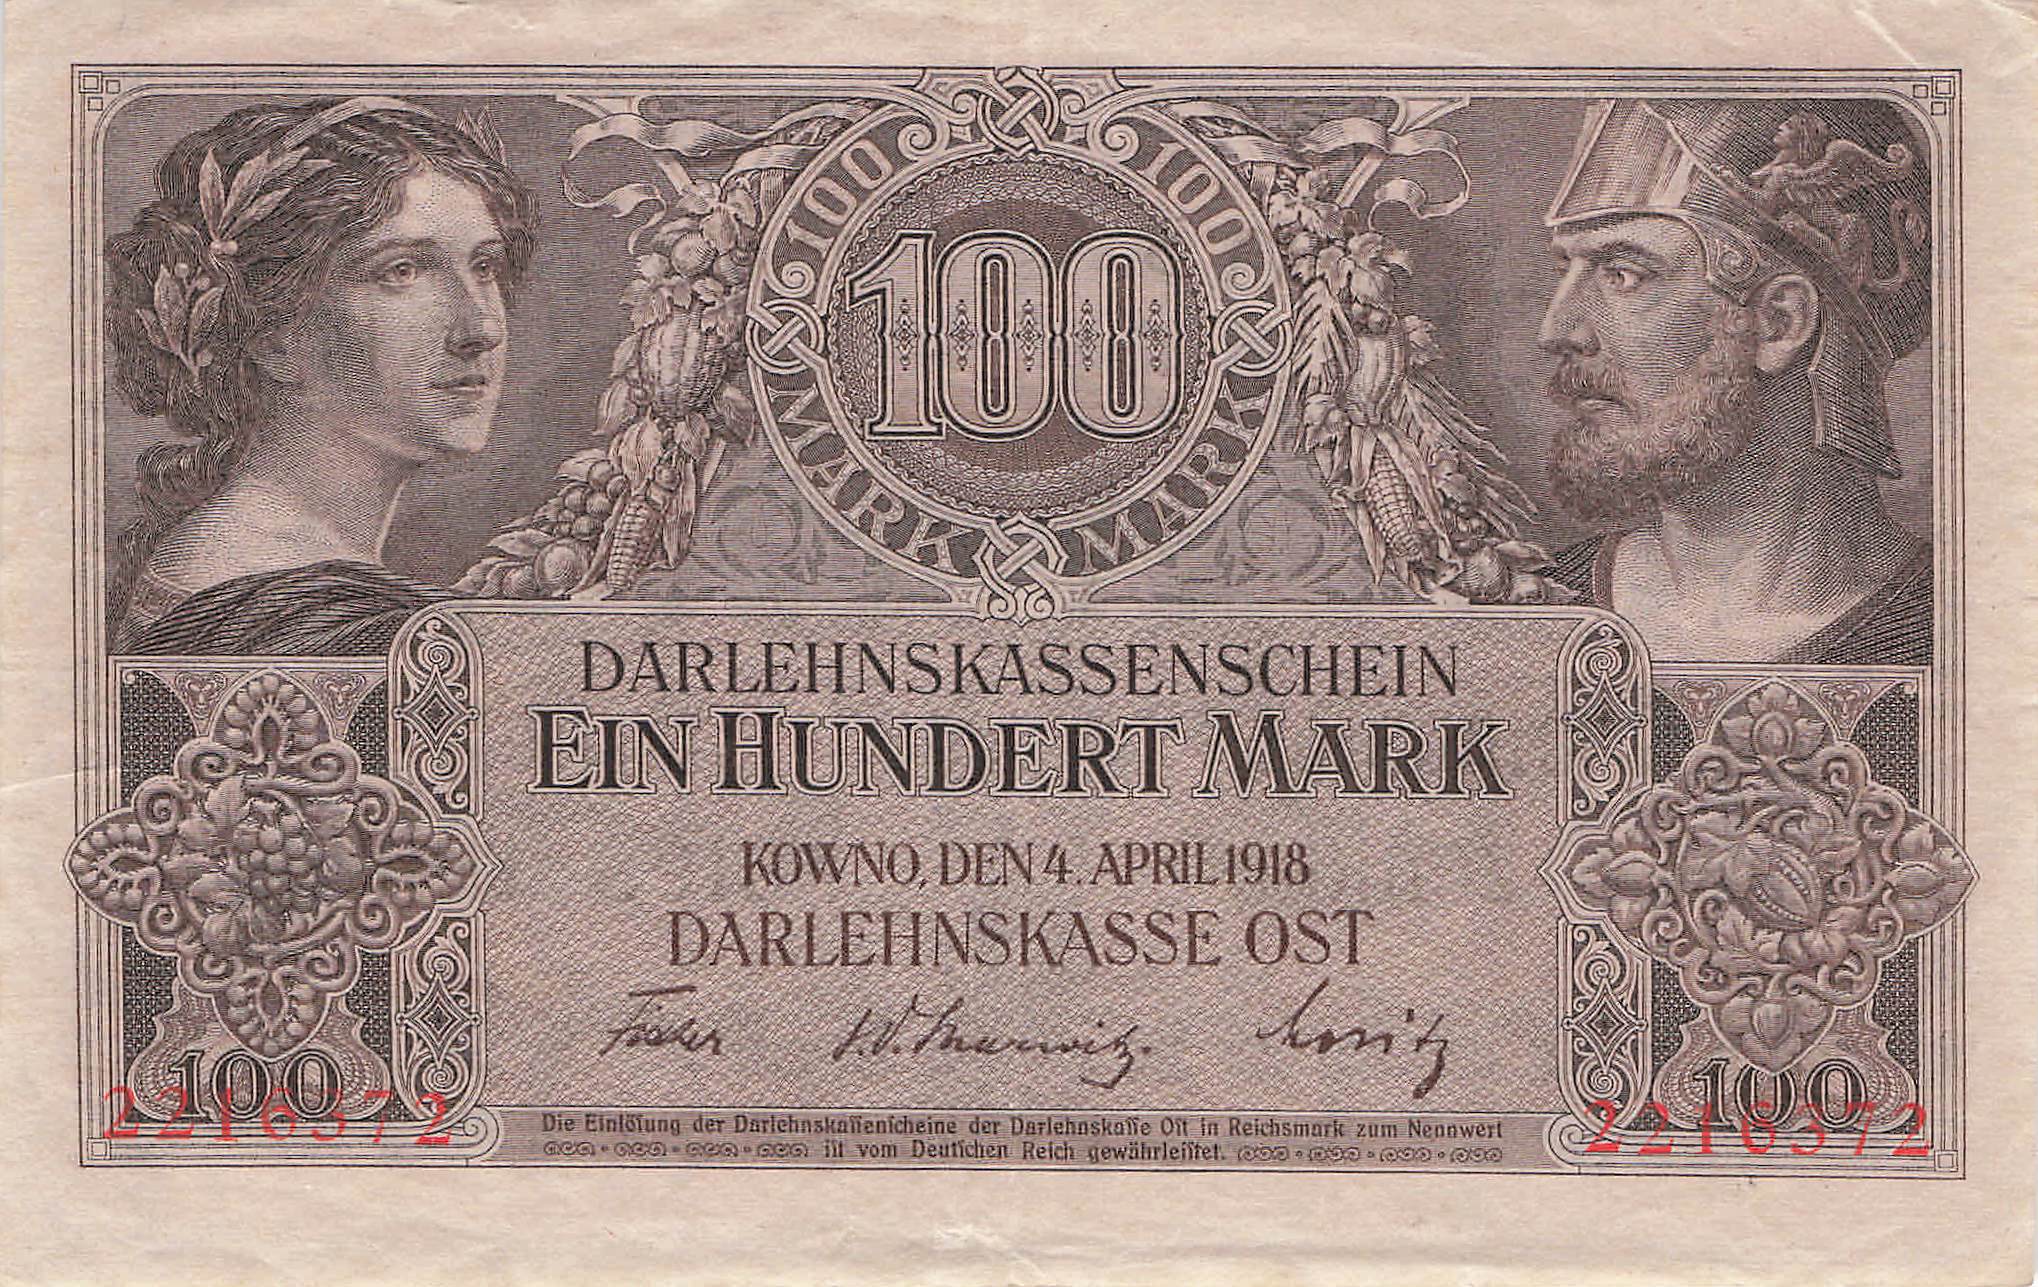 100 100
100
MARK MARK
DARLEHNSKASSENSCHEIN
EIN HUNDERT MARK
KOWNO, DEN 4. APRIL 1918
DARLEHNSKASSE OST
100 100
2216372 2216372
Die Einlöſung der Darlehnskaſſenſcheine der Darlehnskaſſe Oſt in Reichsmark zum Nennwert
iſt vom Deutſchen Reich gewährleiſtet.